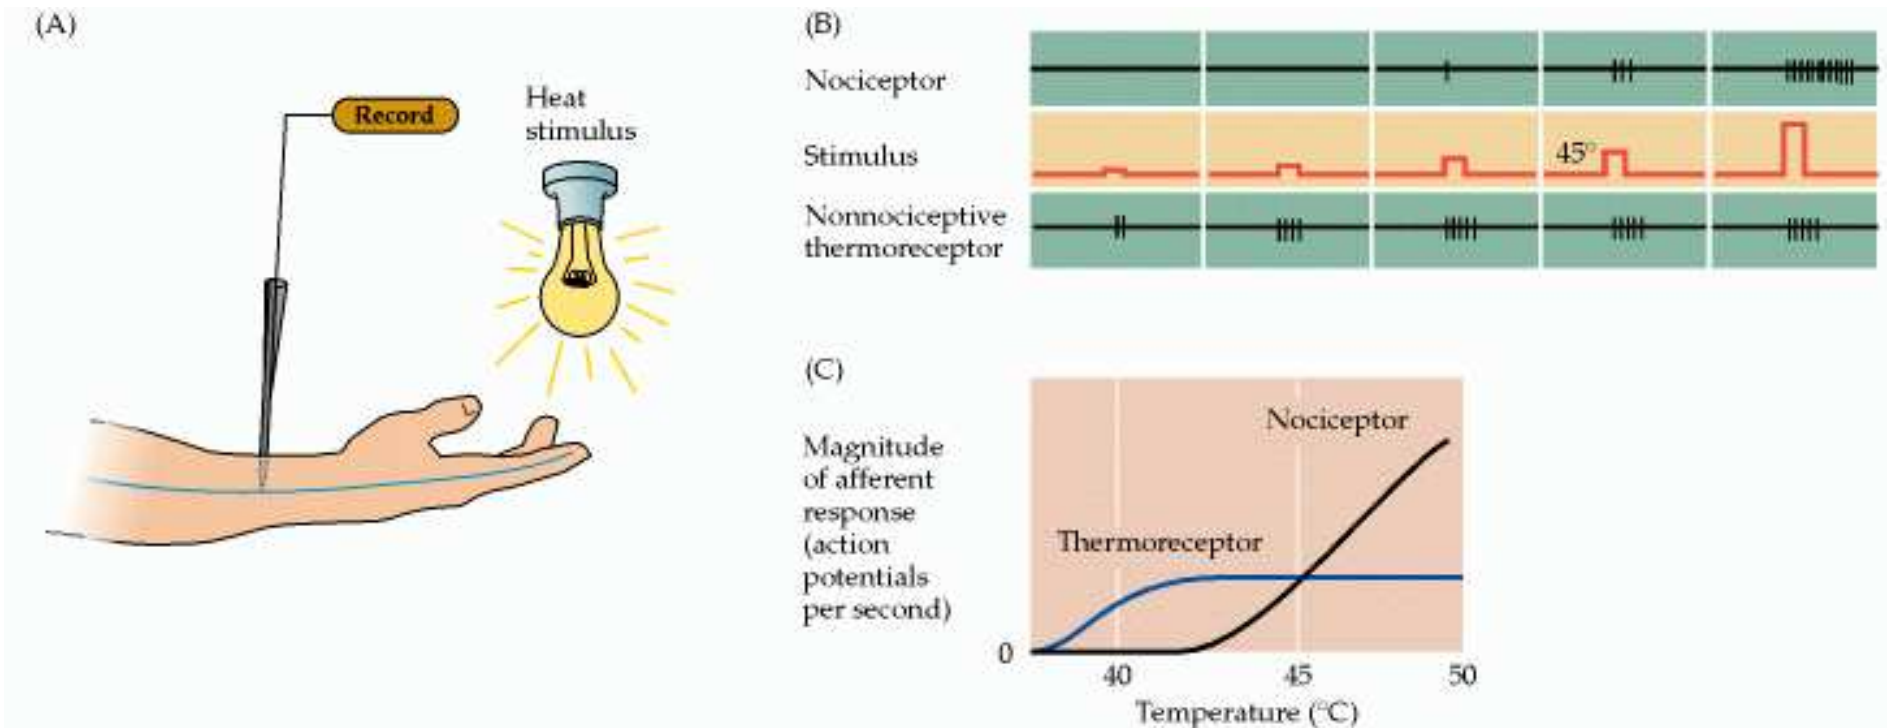 (A)
Record
Heat
stimulus
(B)
Nociceptor
Stimulus
45°
Nonnociceptive
thermoreceptor
(C)
Magnitude
of afferent
response
(action
potentials
per second)
Nociceptor
Thermoreceptor
0
40
45
50
Temperature (°C)